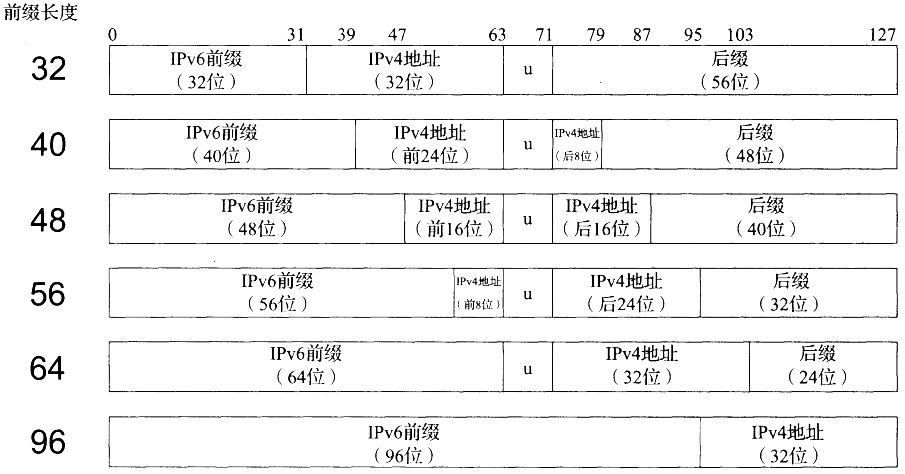 前缀长度
0 31 39 47 63 71 79 87 95 103 127
32
IPv6前缀 IPv4地址 u 后缀
(32位) (32位) (56位)
40
IPv6前缀 IPv4地址 u IPv4地址 后缀
(40位) (前24位) (后8位) (48位)
48
IPv6前缀 IPv4地址 u IPv4地址 后缀
(48位) (前16位) (后16位) (40位)
56
IPv6前缀 IPv4地址 u IPv4地址 后缀
(56位) (前8位) (后24位) (32位)
64
IPv6前缀 u IPv4地址 后缀
(64位) (32位) (24位)
96
IPv6前缀 IPv4地址
(96位) (32位)